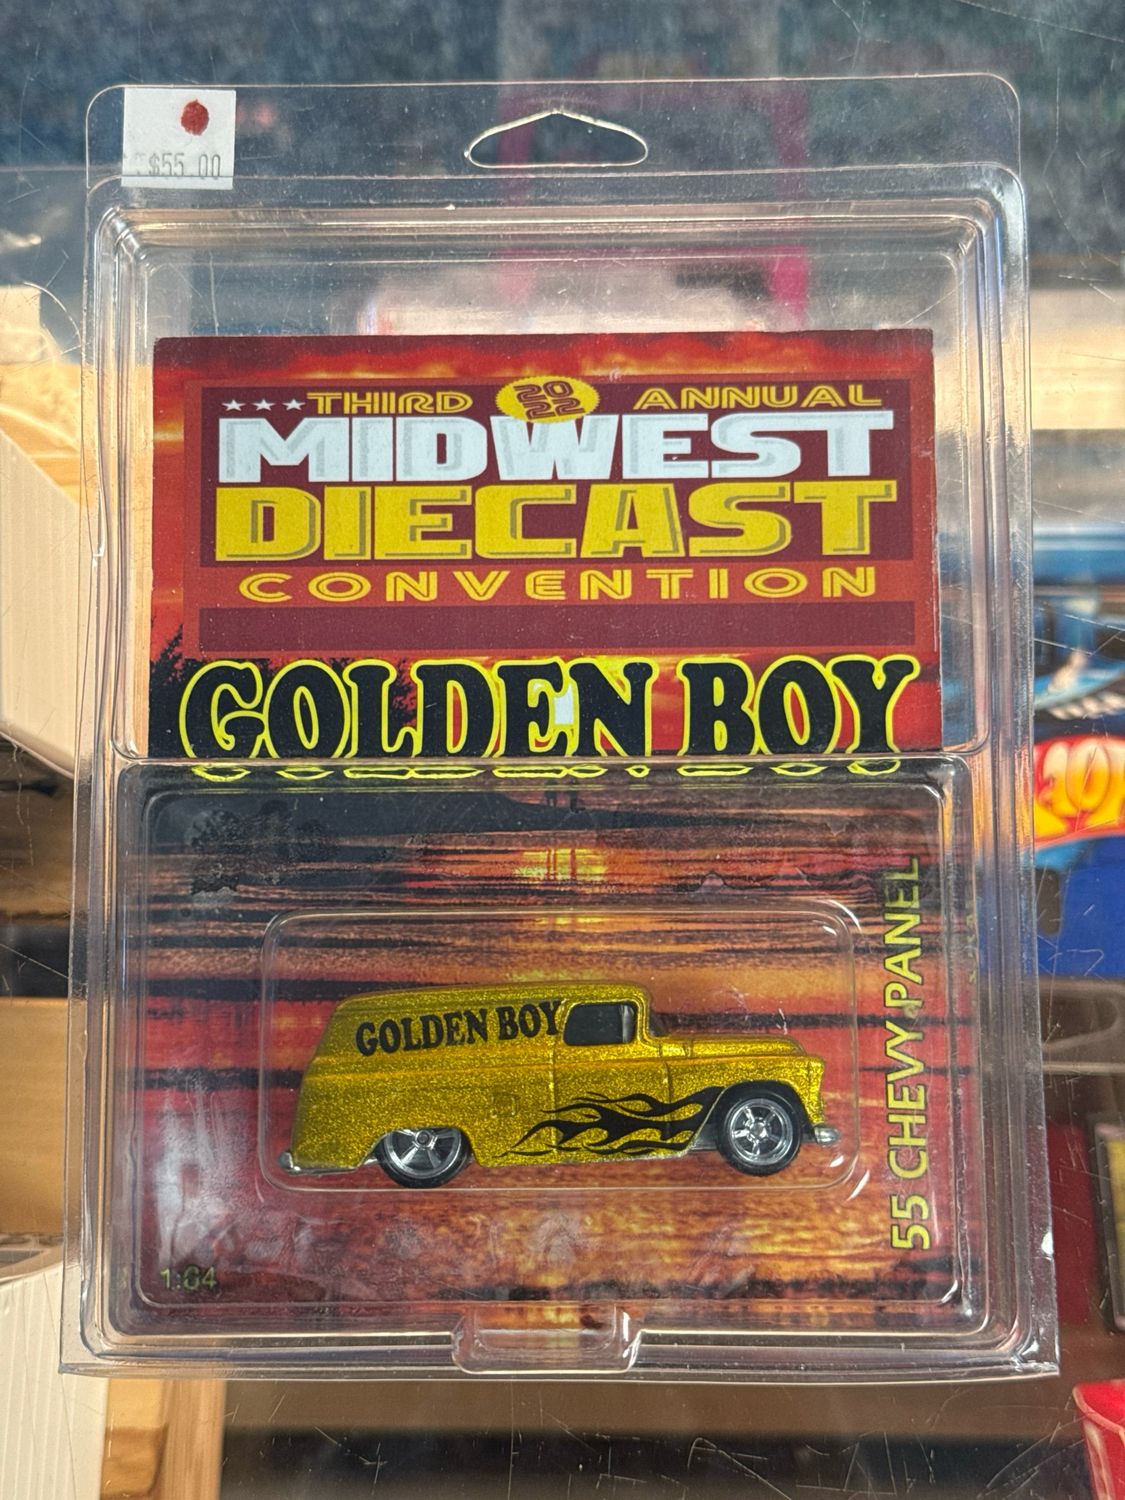 $55.00
★★★THIRD 2022 ANNUAL
MIDWEST
DIECAST
CONVENTION
GOLDEN BOY
GOLDEN BOY
55 CHEVY PANEL
1:64